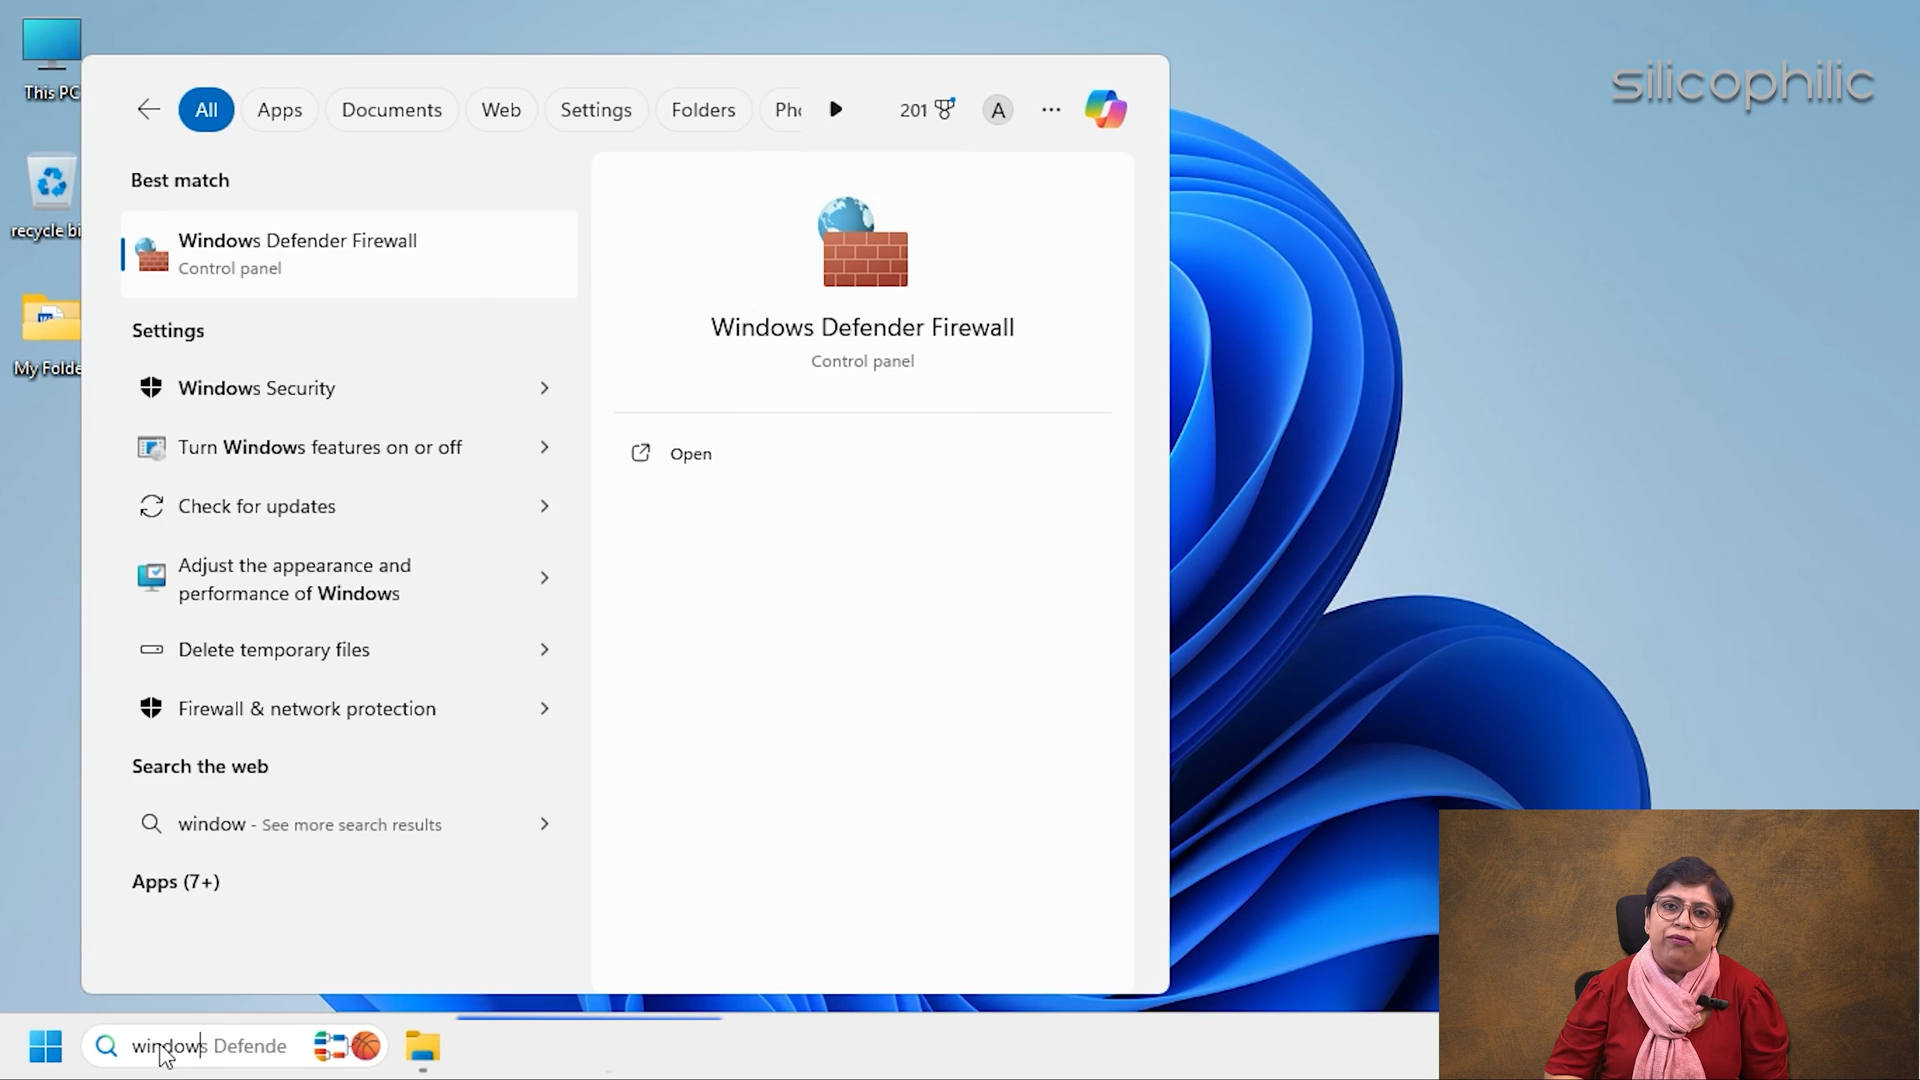 This PC
silicophilic
All
Apps
Documents
Web
Settings
Folders
Pho
201
A
Best match
recycle bi
Windows Defender Firewall
Control panel
Windows Defender Firewall
Control panel
Open
My Folde
Settings
Windows Security
Turn Windows features on or off
Check for updates
Adjust the appearance and
performance of Windows
Delete temporary files
Firewall & network protection
Search the web
window - See more search results
Apps (7+)
windows Defende